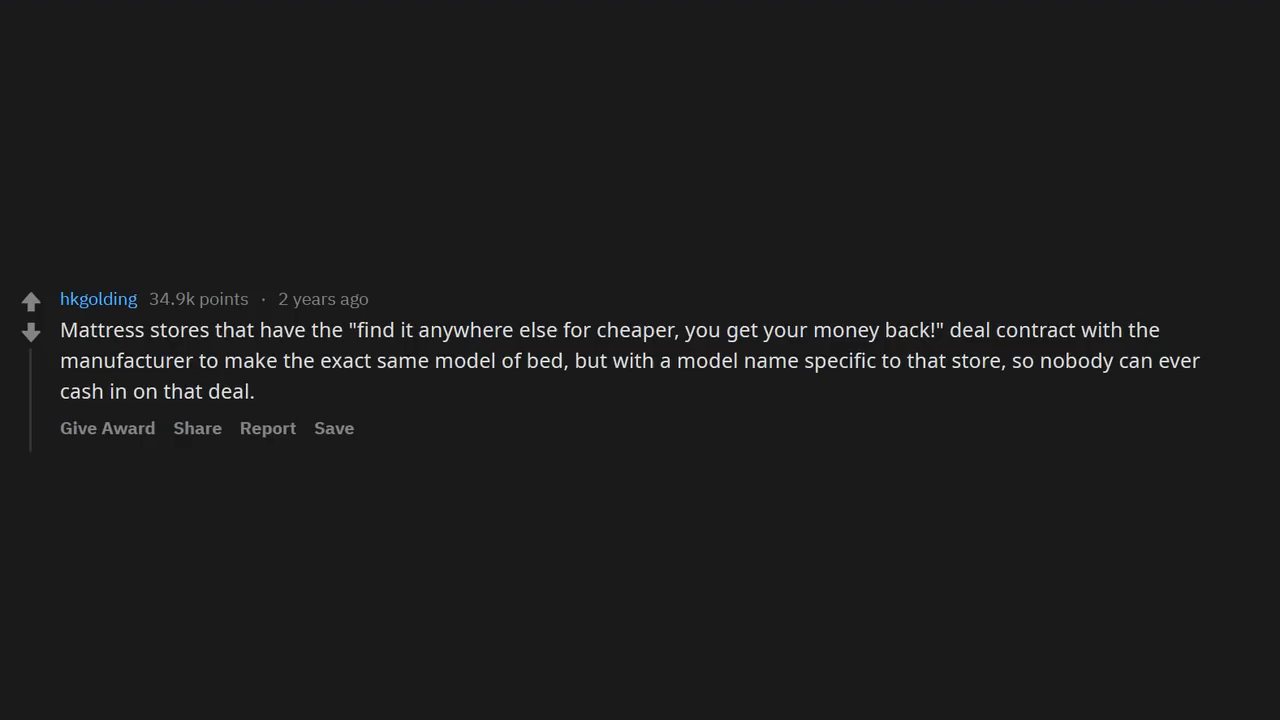 hkgolding 34.9k points · 2 years ago
Mattress stores that have the "find it anywhere else for cheaper, you get your money back!" deal contract with the
manufacturer to make the exact same model of bed, but with a model name specific to that store, so nobody can ever
cash in on that deal.
Give Award Share Report Save